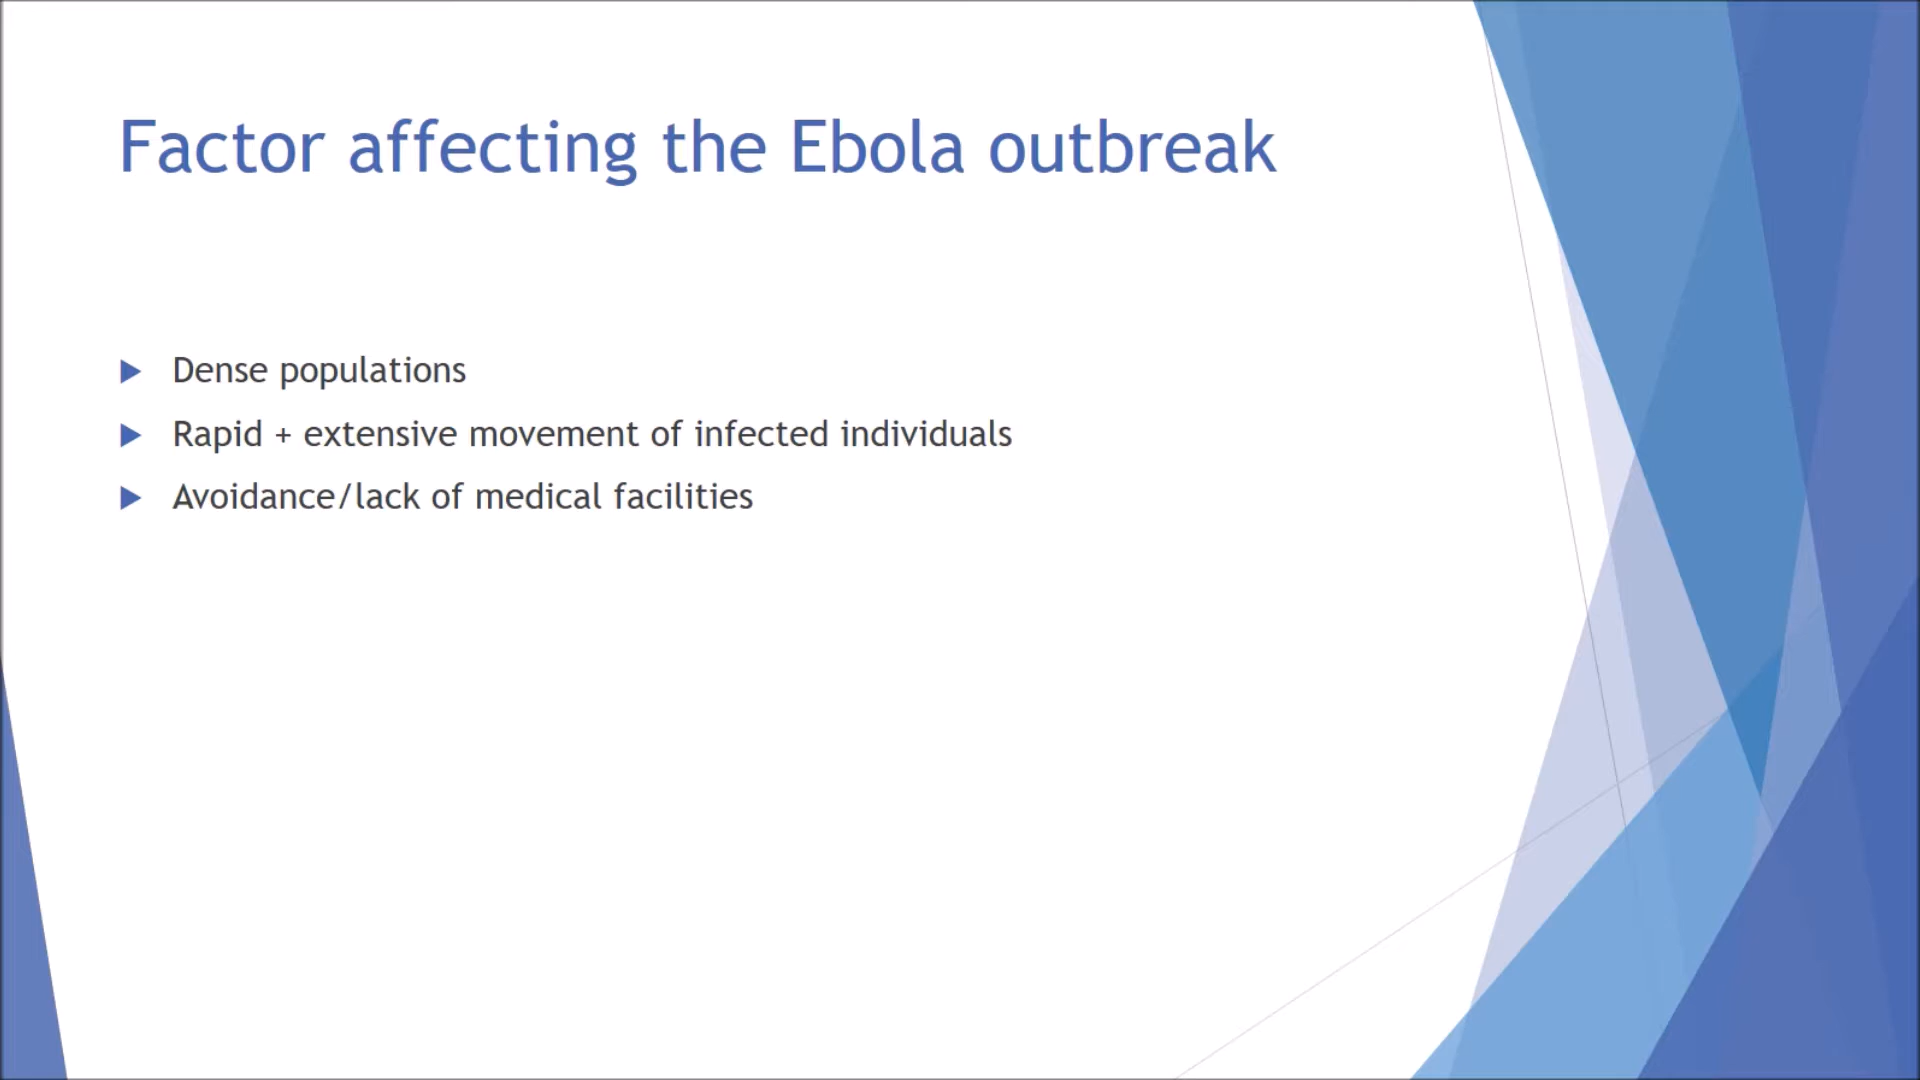 Factor affecting the Ebola outbreak
Dense populations
Rapid + extensive movement of infected individuals
Avoidance/lack of medical facilities